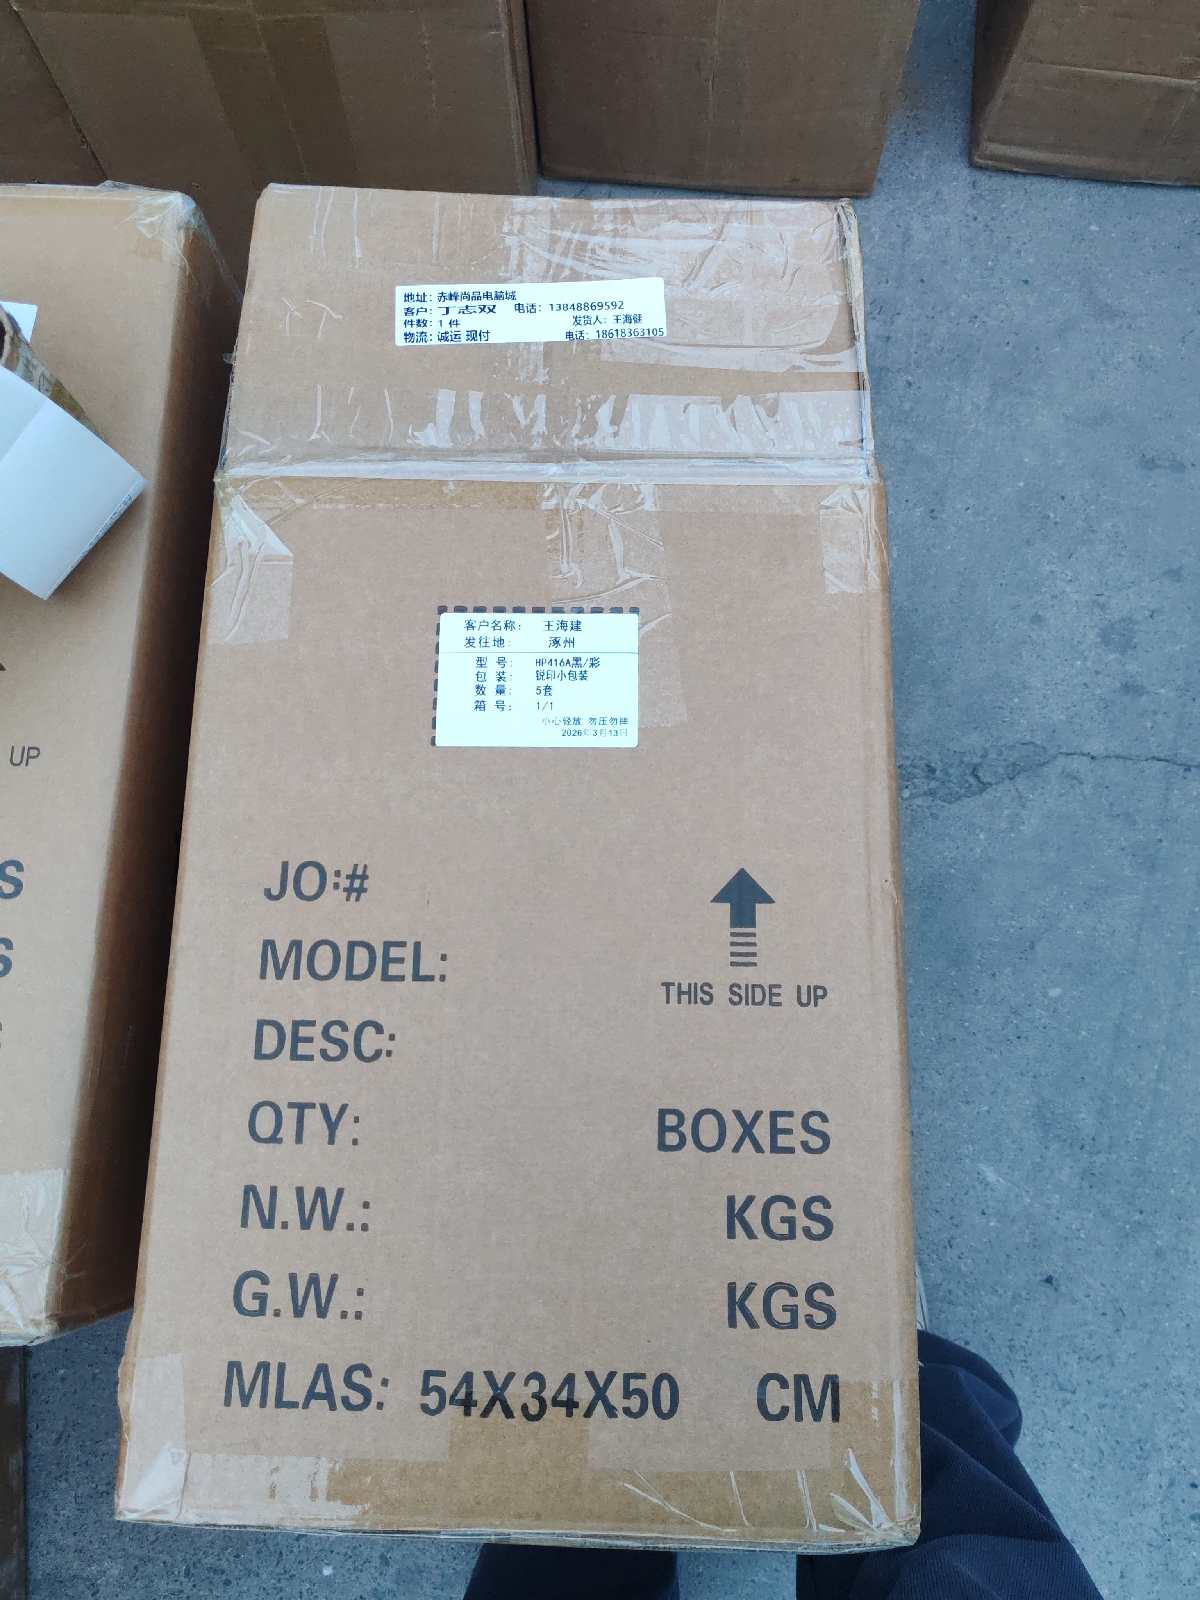 地址：赤峰尚品电脑城
客户：丁志双 电话：13848869592
件数：1 件 发货人：王海健
物流：诚运 现付 电话：18618363105
客户名称： 王海建
发往地： 涿州
型 号： HP416A黑/彩
包 装： 锐印小包装
数 量： 5套
箱 号： 1/1
小心轻放 勿压勿摔
2026年3月13日
JO:#
MODEL:
THIS SIDE UP
DESC:
QTY: BOXES
N.W.: KGS
G.W.: KGS
MLAS: 54X34X50 CM
UP
S
S